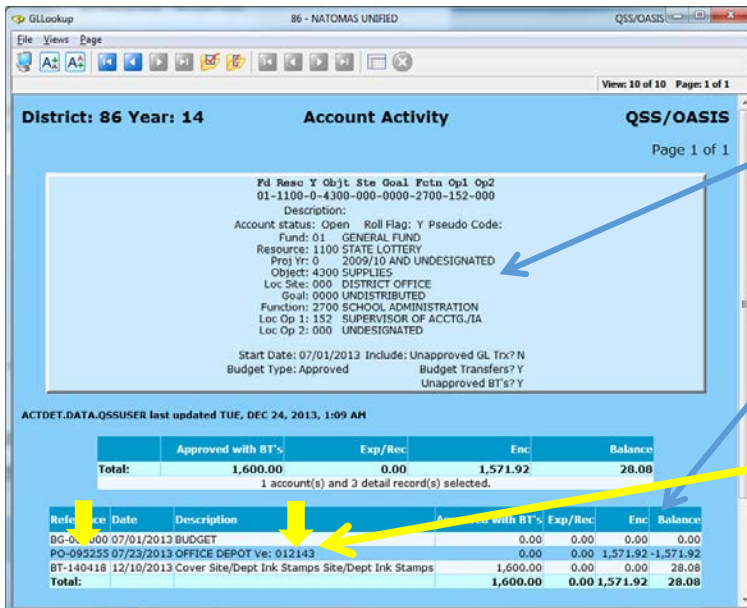 GLLookup 86 - NATOMAS UNIFIED QSS/OASIS
File Views Page
View: 10 of 10 Page: 1 of 1
District: 86 Year: 14 Account Activity QSS/OASIS
Page 1 of 1
Fd Resc Y Objt Ste Goal Fctn Op1 Op2
01-1100-0-4300-000-0000-2700-152-000
Description:
Account status: Open Roll Flag: Y Pseudo Code:
Fund: 01 GENERAL FUND
Resource: 1100 STATE LOTTERY
Proj Yr: 0 2009/10 AND UNDESIGNATED
Object: 4300 SUPPLIES
Loc Site: 000 DISTRICT OFFICE
Goal: 0000 UNDISTRIBUTED
Function: 2700 SCHOOL ADMINISTRATION
Loc Op 1: 152 SUPERVISOR OF ACCTG./IA
Loc Op 2: 000 UNDESIGNATED
Start Date: 07/01/2013 Include: Unapproved GL Trx? N
Budget Type: Approved Budget Transfers? Y
Unapproved BT's? Y
ACTDET.DATA.QSSUSER last updated TUE, DEC 24, 2013, 1:09 AM
Approved with BT's Exp/Rec Enc Balance
Total: 1,600.00 0.00 1,571.92 28.08
1 account(s) and 3 detail record(s) selected.
Date Description with BT's Exp/Rec Enc Balance
07/01/2013 BUDGET 0.00 0.00 0.00 0.00
PO-095255 07/23/2013 OFFICE DEPOT Ve: 012143 0.00 0.00 1,571.92 -1,571.92
BT-140418 12/10/2013 Cover Site/Dept Ink Stamps Site/Dept Ink Stamps 1,600.00 0.00 0.00 28.08
Total: 1,600.00 0.00 1,571.92 28.08